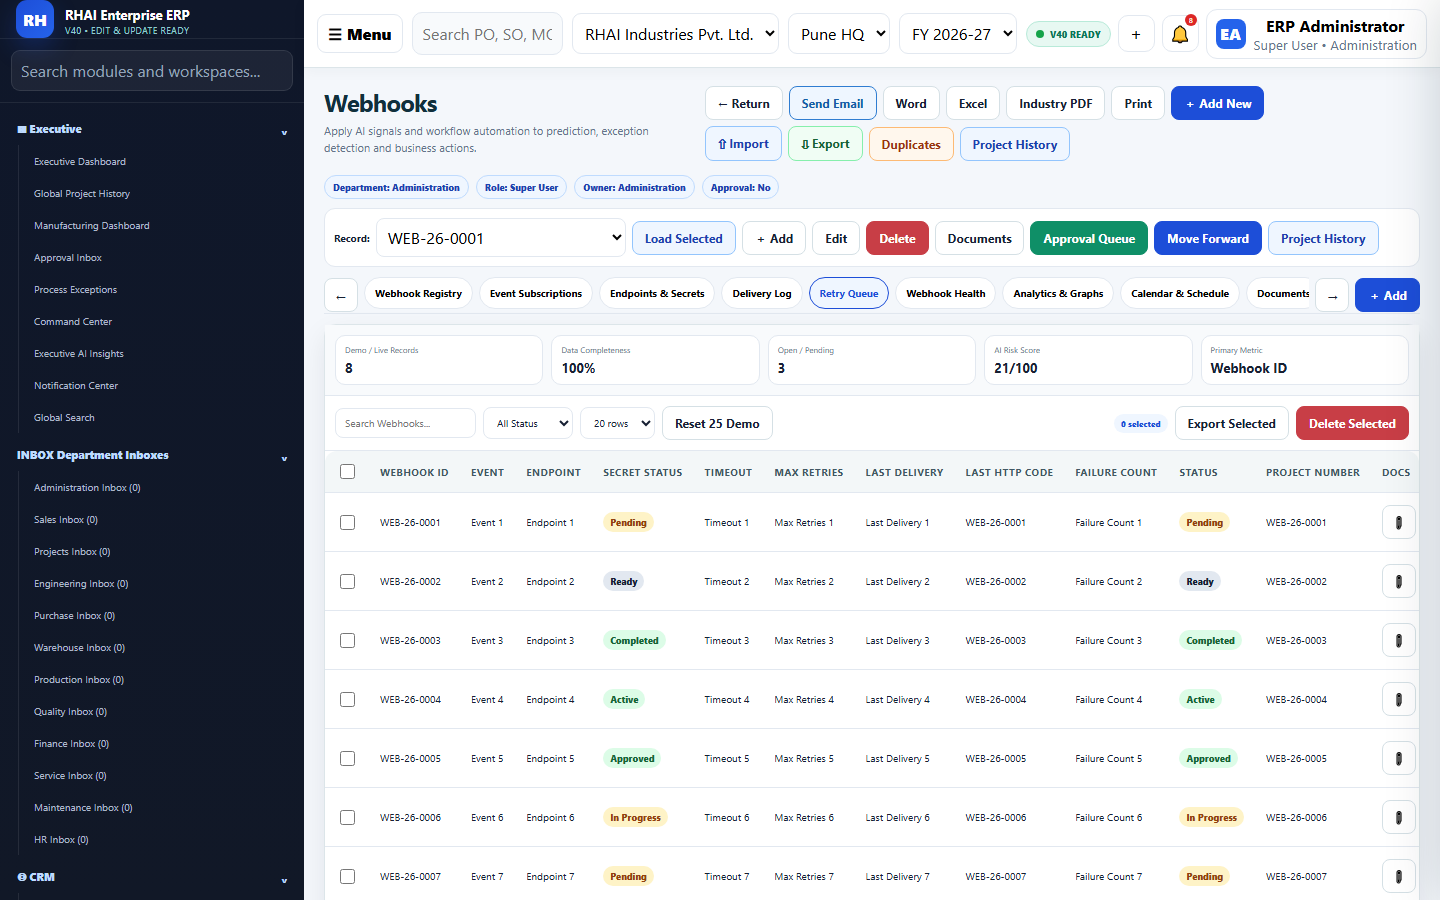 RH
RHAI Enterprise ERP
V40 • EDIT & UPDATE READY
☰ Menu
Search PO, SO, MO
RHAI Industries Pvt. Ltd.
Pune HQ
FY 2026-27
V40 READY
+
8
EA
ERP Administrator
Super User • Administration
Search modules and workspaces...
Executive
Executive Dashboard
Global Project History
Manufacturing Dashboard
Approval Inbox
Process Exceptions
Command Center
Executive AI Insights
Notification Center
Global Search
INBOX Department Inboxes
Administration Inbox (0)
Sales Inbox (0)
Projects Inbox (0)
Engineering Inbox (0)
Purchase Inbox (0)
Warehouse Inbox (0)
Production Inbox (0)
Quality Inbox (0)
Finance Inbox (0)
Service Inbox (0)
Maintenance Inbox (0)
HR Inbox (0)
CRM
Webhooks
Apply AI signals and workflow automation to prediction, exception
detection and business actions.
← Return
Send Email
Word
Excel
Industry PDF
Print
+ Add New
⇧ Import
⇩ Export
Duplicates
Project History
Department: Administration
Role: Super User
Owner: Administration
Approval: No
Record:
WEB-26-0001
Load Selected
+ Add
Edit
Delete
Documents
Approval Queue
Move Forward
Project History
←
Webhook Registry
Event Subscriptions
Endpoints & Secrets
Delivery Log
Retry Queue
Webhook Health
Analytics & Graphs
Calendar & Schedule
Documents
→
+ Add
Demo / Live Records
8
Data Completeness
100%
Open / Pending
3
AI Risk Score
21/100
Primary Metric
Webhook ID
Search Webhooks...
All Status
20 rows
Reset 25 Demo
0 selected
Export Selected
Delete Selected
WEBHOOK ID EVENT ENDPOINT SECRET STATUS TIMEOUT MAX RETRIES LAST DELIVERY LAST HTTP CODE FAILURE COUNT STATUS PROJECT NUMBER DOCS
WEB-26-0001 Event 1 Endpoint 1 Pending Timeout 1 Max Retries 1 Last Delivery 1 WEB-26-0001 Failure Count 1 Pending WEB-26-0001
WEB-26-0002 Event 2 Endpoint 2 Ready Timeout 2 Max Retries 2 Last Delivery 2 WEB-26-0002 Failure Count 2 Ready WEB-26-0002
WEB-26-0003 Event 3 Endpoint 3 Completed Timeout 3 Max Retries 3 Last Delivery 3 WEB-26-0003 Failure Count 3 Completed WEB-26-0003
WEB-26-0004 Event 4 Endpoint 4 Active Timeout 4 Max Retries 4 Last Delivery 4 WEB-26-0004 Failure Count 4 Active WEB-26-0004
WEB-26-0005 Event 5 Endpoint 5 Approved Timeout 5 Max Retries 5 Last Delivery 5 WEB-26-0005 Failure Count 5 Approved WEB-26-0005
WEB-26-0006 Event 6 Endpoint 6 In Progress Timeout 6 Max Retries 6 Last Delivery 6 WEB-26-0006 Failure Count 6 In Progress WEB-26-0006
WEB-26-0007 Event 7 Endpoint 7 Pending Timeout 7 Max Retries 7 Last Delivery 7 WEB-26-0007 Failure Count 7 Pending WEB-26-0007